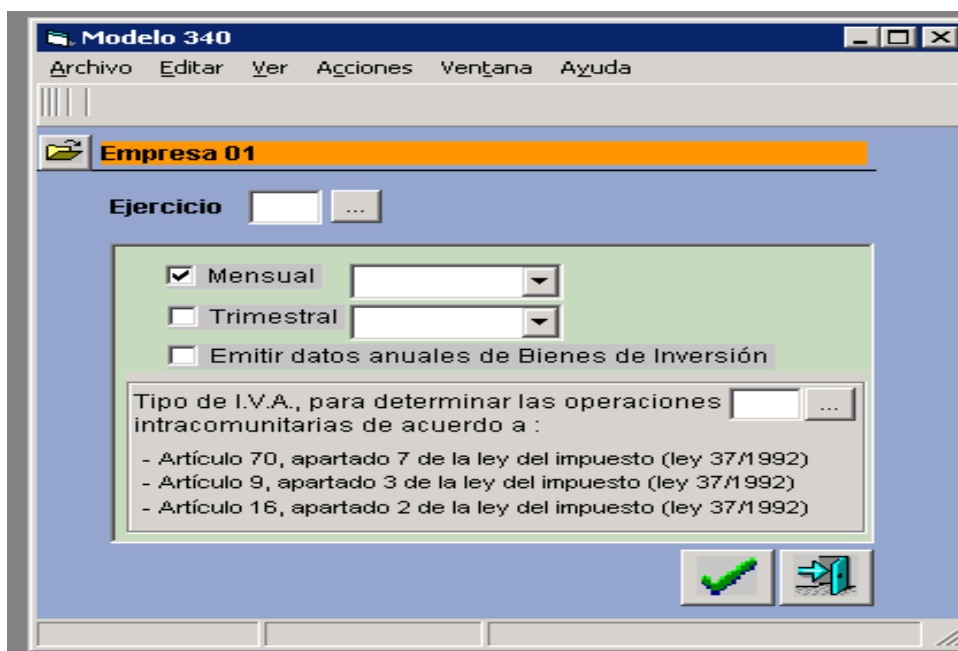 Modelo 340
Archivo Editar Ver Acciones Ventana Ayuda
Empresa 01
Ejercicio ...
Mensual
Trimestral
Emitir datos anuales de Bienes de Inversión
Tipo de I.V.A., para determinar las operaciones ...
intracomunitarias de acuerdo a :
- Artículo 70, apartado 7 de la ley del impuesto (ley 37/1992)
- Artículo 9, apartado 3 de la ley del impuesto (ley 37/1992)
- Artículo 16, apartado 2 de la ley del impuesto (ley 37/1992)